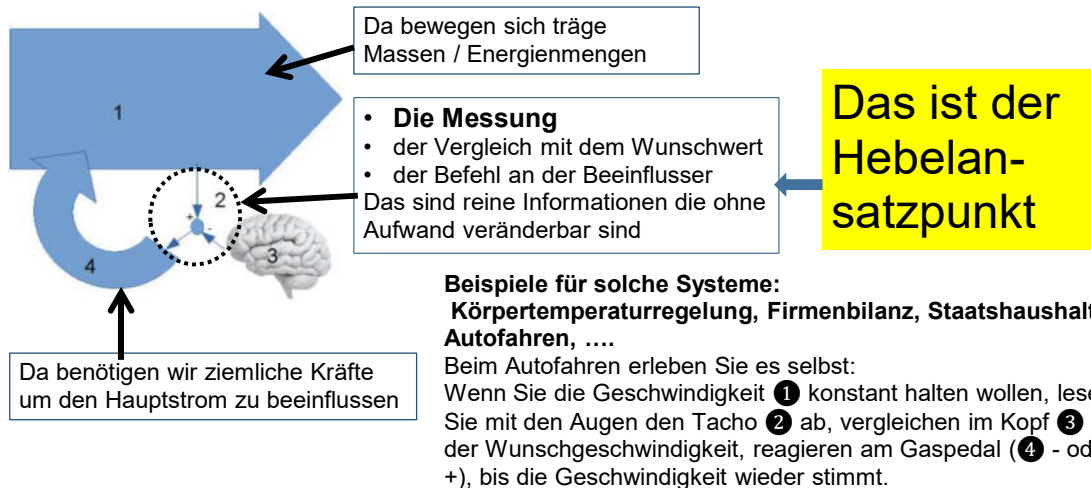 Da bewegen sich träge
Massen / Energienmengen
1
• Die Messung
• der Vergleich mit dem Wunschwert
• der Befehl an der Beeinflusser
Das sind reine Informationen die ohne
Aufwand veränderbar sind
Das ist der
Hebelan-
satzpunkt
2
+
-
3
4
Da benötigen wir ziemliche Kräfte
um den Hauptstrom zu beeinflussen
Beispiele für solche Systeme:
Körpertemperaturregelung, Firmenbilanz, Staatshaushalt
Autofahren, ....
Beim Autofahren erleben Sie es selbst:
Wenn Sie die Geschwindigkeit ❶ konstant halten wollen, lese
Sie mit den Augen den Tacho ❷ ab, vergleichen im Kopf ❸
der Wunschgeschwindigkeit, reagieren am Gaspedal (❹ - od
+), bis die Geschwindigkeit wieder stimmt.